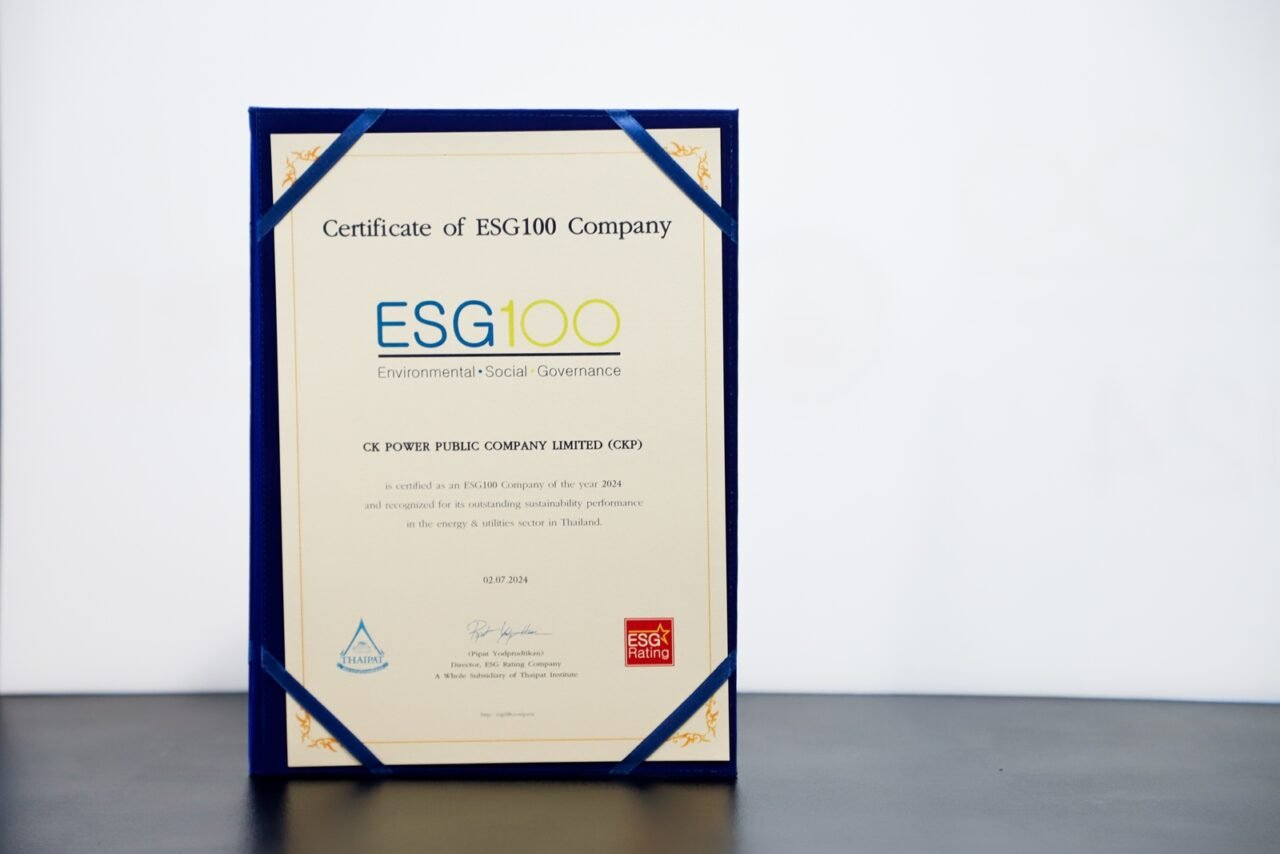 Certificate of ESG100 Company
ESG100
Environmental • Social • Governance
CK POWER PUBLIC COMPANY LIMITED (CKP)
is certified as an ESG100 Company of the year 2024
and recognized for its outstanding sustainability performance
in the energy & utilities sector in Thailand.
02.07.2024
(Pipat Yodprudtikan)
Director, ESG Rating Company
A Whole Subsidiary of Thaipat Institute
THAIPAT
ESG
Rating